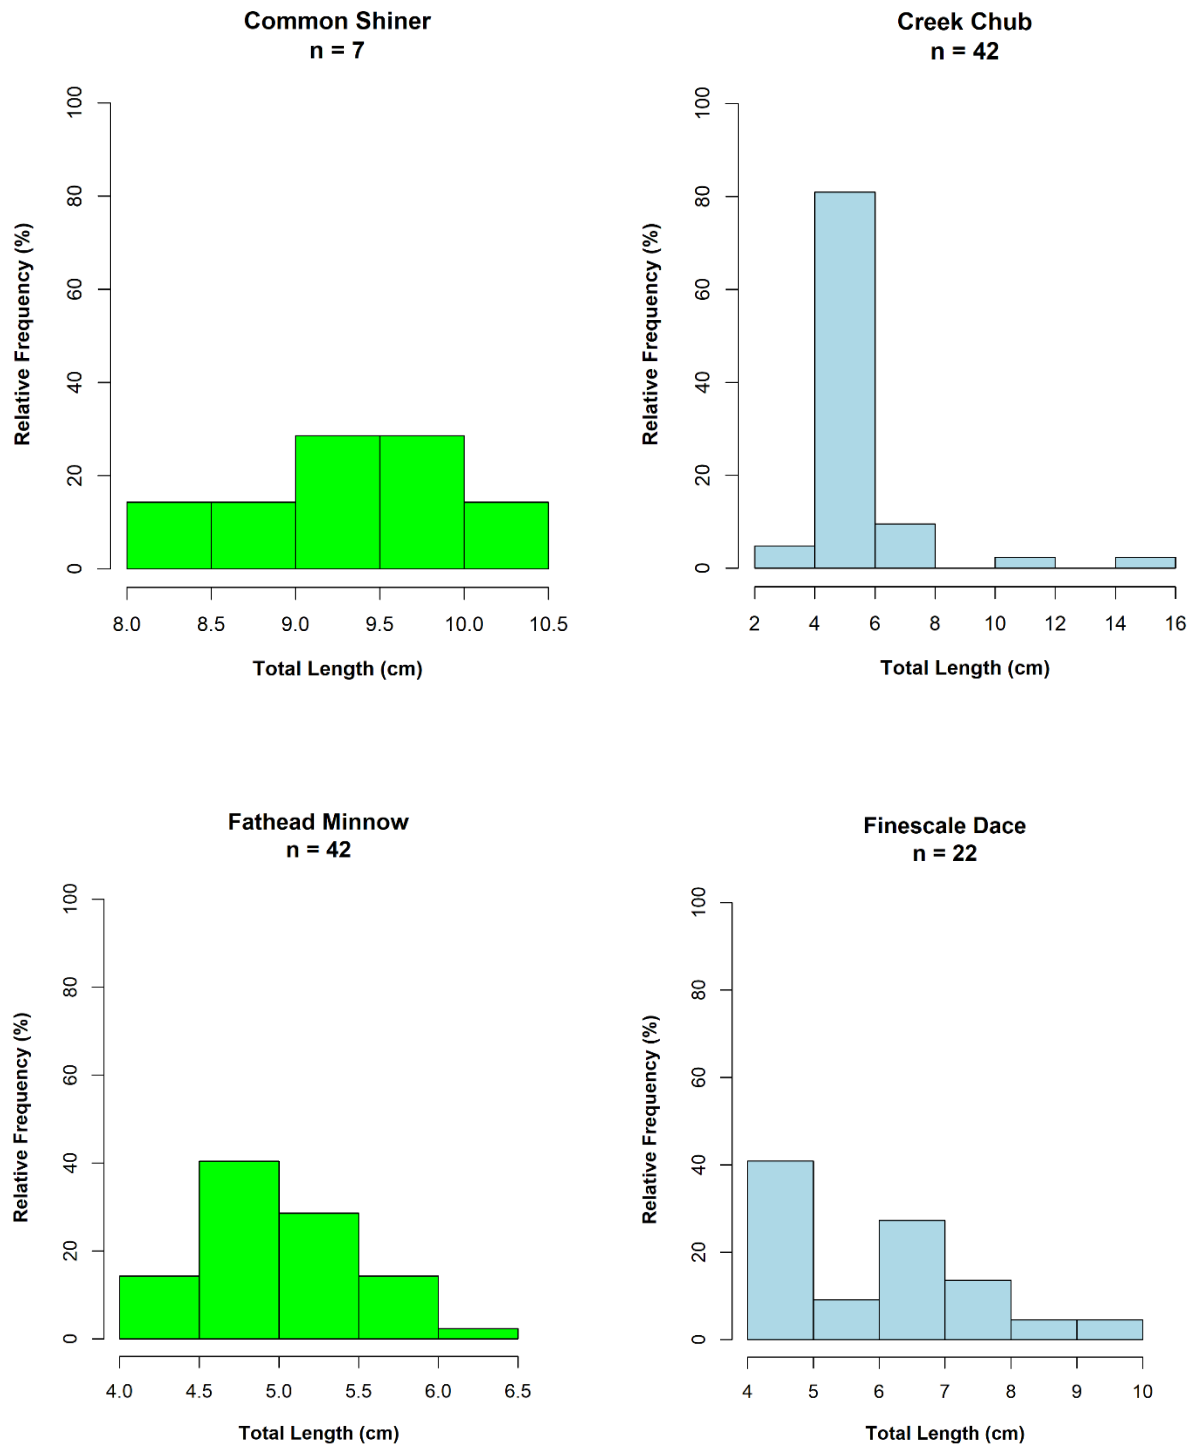 Common Shiner
n = 7
Relative Frequency (%)
100
80
60
40
20
0
8.0 8.5 9.0 9.5 10.0 10.5
Total Length (cm)
Creek Chub
n = 42
Relative Frequency (%)
100
80
60
40
20
0
2 4 6 8 10 12 14 16
Total Length (cm)
Fathead Minnow
n = 42
Relative Frequency (%)
100
80
60
40
20
0
4.0 4.5 5.0 5.5 6.0 6.5
Total Length (cm)
Finescale Dace
n = 22
Relative Frequency (%)
100
80
60
40
20
0
4 5 6 7 8 9 10
Total Length (cm)